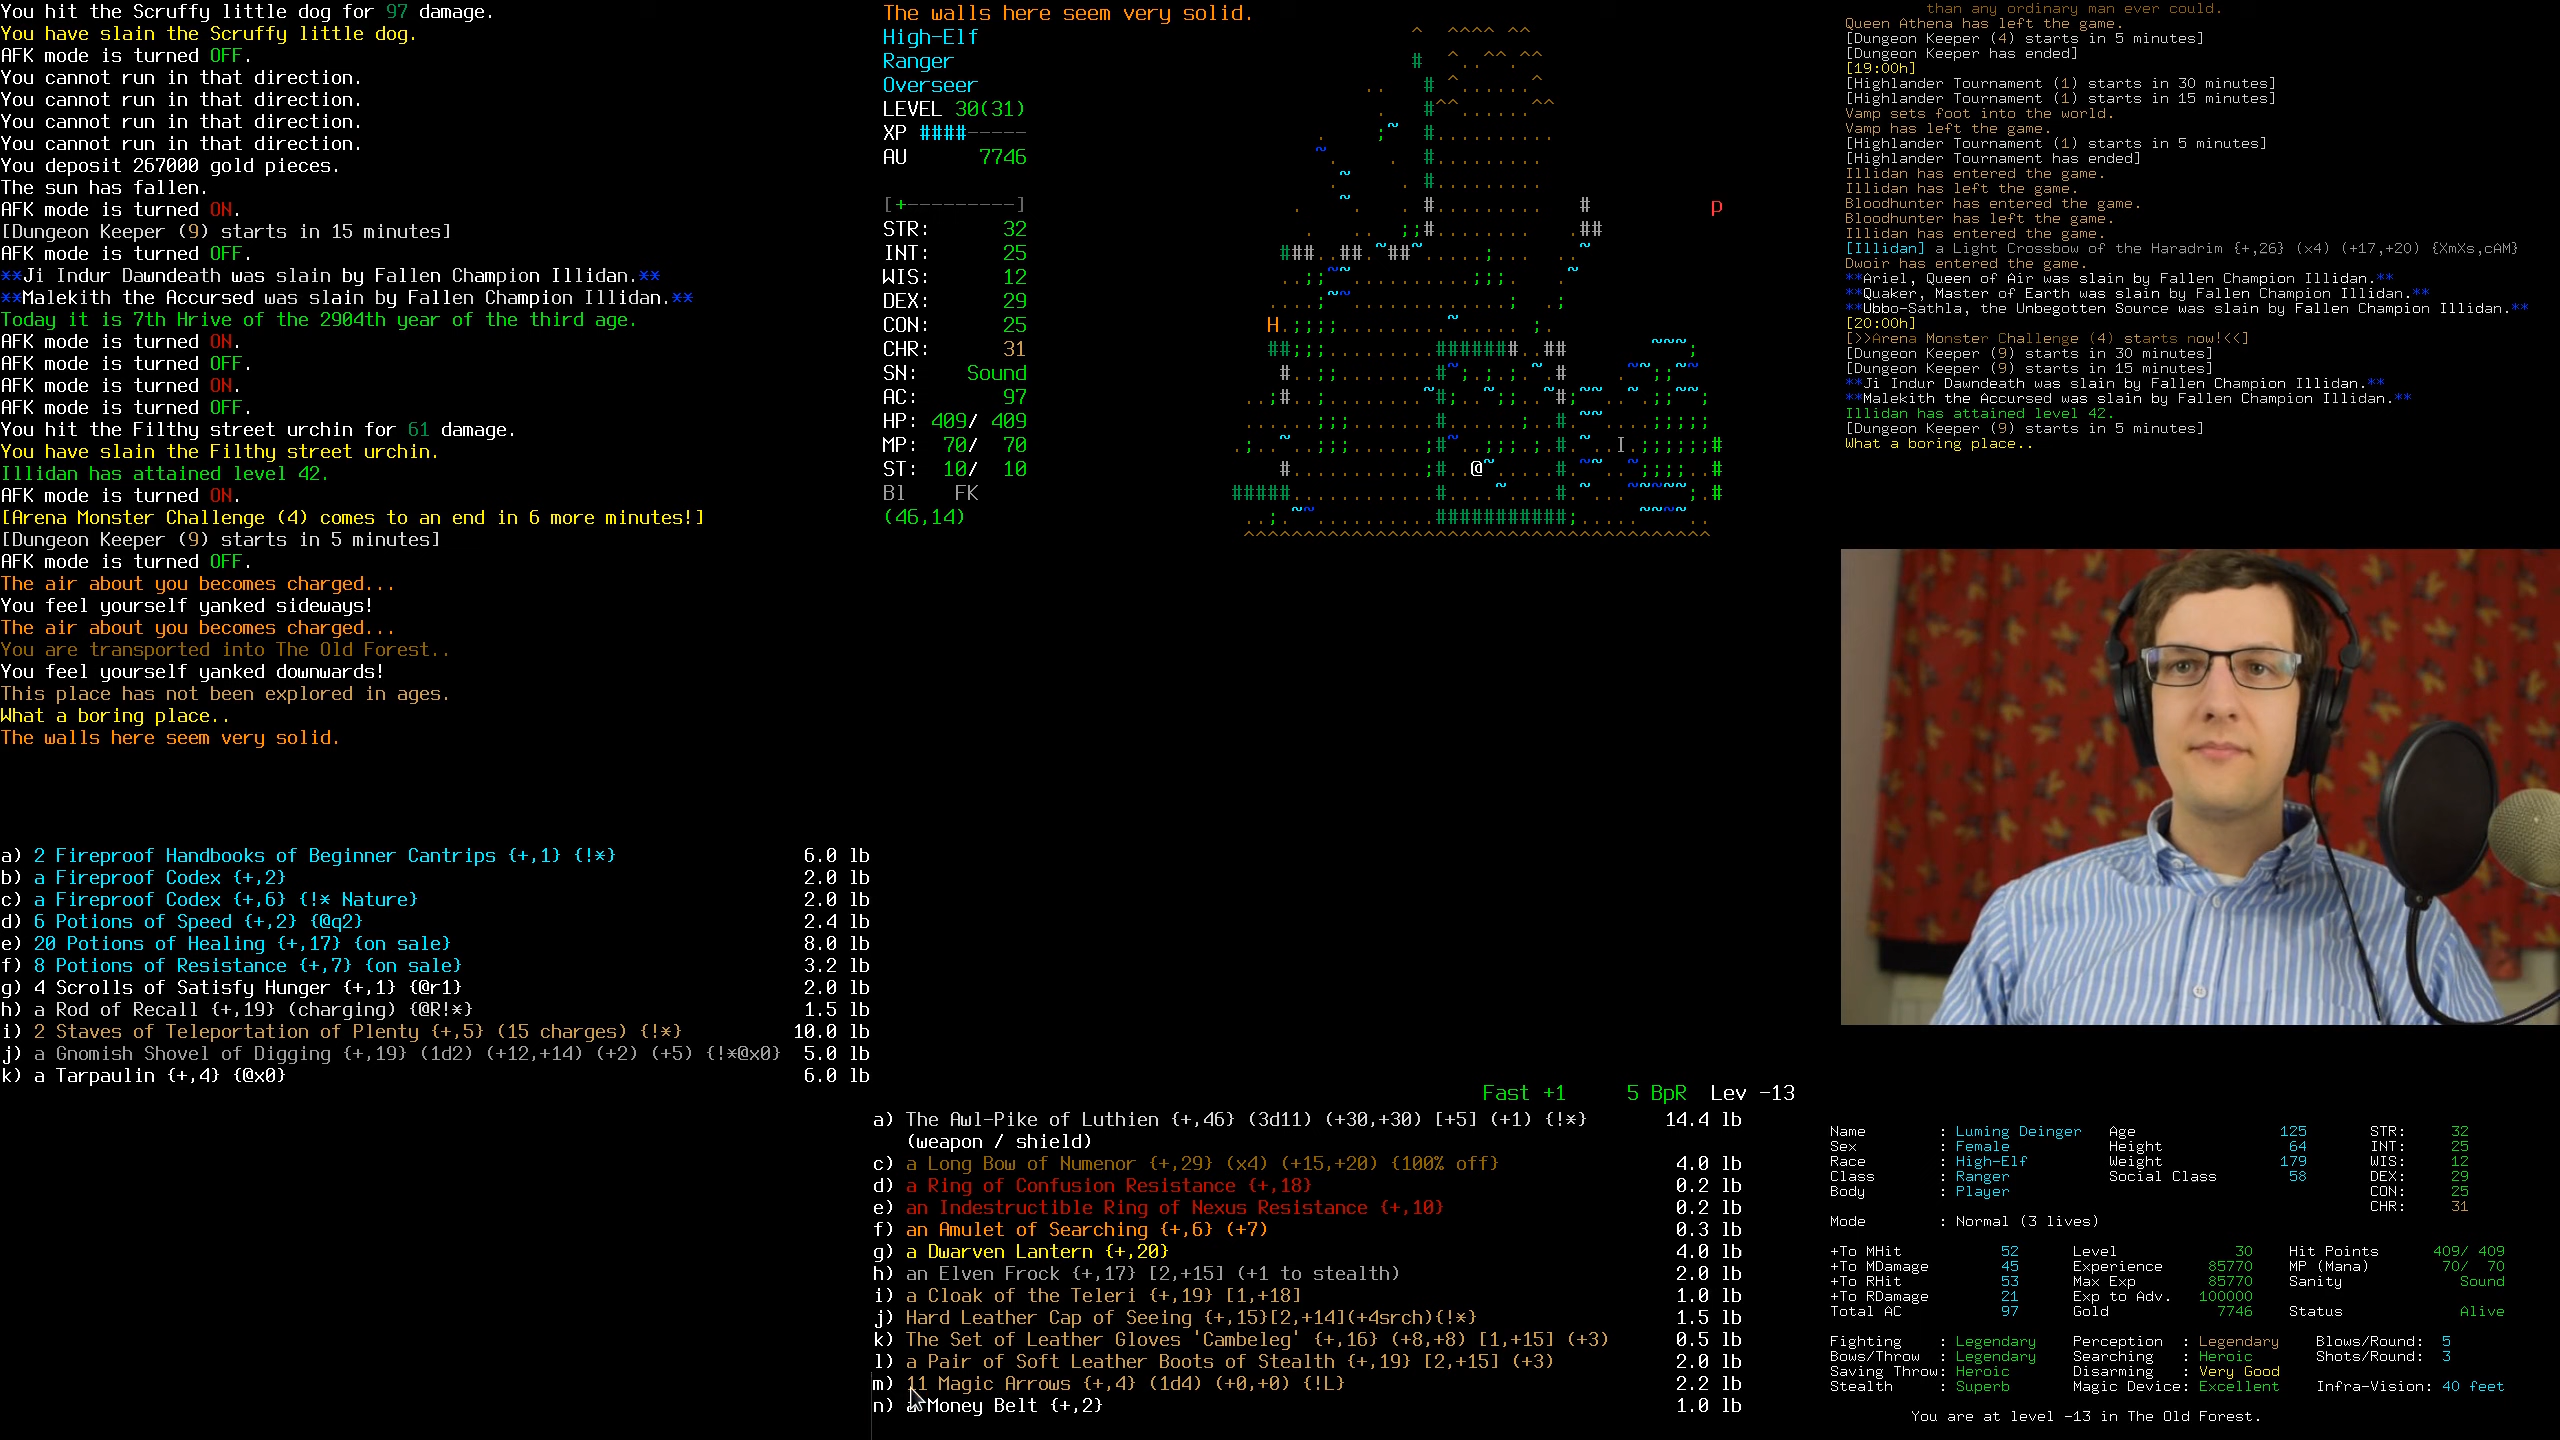 You hit the Scruffy little dog for 97 damage.
You have slain the Scruffy little dog.
AFK mode is turned OFF.
You cannot run in that direction.
You cannot run in that direction.
You cannot run in that direction.
You cannot run in that direction.
You deposit 267000 gold pieces.
The sun has fallen.
AFK mode is turned ON.
[Dungeon Keeper (9) starts in 15 minutes]
AFK mode is turned OFF.
**Ji Indur Dawndeath was slain by Fallen Champion Illidan.**
**Malekith the Accursed was slain by Fallen Champion Illidan.**
Today it is 7th Hrive of the 2904th year of the third age.
AFK mode is turned ON.
AFK mode is turned OFF.
AFK mode is turned ON.
AFK mode is turned OFF.
You hit the Filthy street urchin for 61 damage.
You have slain the Filthy street urchin.
Illidan has attained level 42.
AFK mode is turned ON.
[Arena Monster Challenge (4) comes to an end in 6 more minutes!]
[Dungeon Keeper (9) starts in 5 minutes]
AFK mode is turned OFF.
The air about you becomes charged...
You feel yourself yanked sideways!
The air about you becomes charged...
You are transported into The Old Forest..
You feel yourself yanked downwards!
This place has not been explored in ages.
What a boring place..
The walls here seem very solid.
a) 2 Fireproof Handbooks of Beginner Cantrips {+,1} {!*} 6.0 lb
b) a Fireproof Codex {+,2} 2.0 lb
c) a Fireproof Codex {+,6} {!* Nature} 2.0 lb
d) 6 Potions of Speed {+,2} {@q2} 2.4 lb
e) 20 Potions of Healing {+,17} {on sale} 8.0 lb
f) 8 Potions of Resistance {+,7} {on sale} 3.2 lb
g) 4 Scrolls of Satisfy Hunger {+,1} {@r1} 2.0 lb
h) a Rod of Recall {+,19} (charging) {@R!*} 1.5 lb
i) 2 Staves of Teleportation of Plenty {+,5} (15 charges) {!*} 10.0 lb
j) a Gnomish Shovel of Digging {+,19} (1d2) (+12,+14) (+2) (+5) {!*@x0} 5.0 lb
k) a Tarpaulin {+,4} {@x0} 6.0 lb
The walls here seem very solid.
High-Elf
Ranger
Overseer
LEVEL 30(31)
XP ####-----
AU 7746
[+---------]
STR: 32
INT: 25
WIS: 12
DEX: 29
CON: 25
CHR: 31
SN: Sound
AC: 97
HP: 409/ 409
MP: 70/ 70
ST: 10/ 10
Bl FK
(46,14)
Fast +1 5 BpR Lev -13
a) The Awl-Pike of Luthien {+,46} (3d11) (+30,+30) [+5] (+1) {!*} 14.4 lb
(weapon / shield)
c) a Long Bow of Numenor {+,29} (x4) (+15,+20) {100% off} 4.0 lb
d) a Ring of Confusion Resistance {+,18} 0.2 lb
e) an Indestructible Ring of Nexus Resistance {+,10} 0.2 lb
f) an Amulet of Searching {+,6} (+7) 0.3 lb
g) a Dwarven Lantern {+,20} 4.0 lb
h) an Elven Frock {+,17} [2,+15] (+1 to stealth) 2.0 lb
i) a Cloak of the Teleri {+,19} [1,+18] 1.0 lb
j) Hard Leather Cap of Seeing {+,15}[2,+14](+4srch){!*} 1.5 lb
k) The Set of Leather Gloves 'Cambeleg' {+,16} (+8,+8) [1,+15] (+3) 0.5 lb
l) a Pair of Soft Leather Boots of Stealth {+,19} [2,+15] (+3) 2.0 lb
m) 11 Magic Arrows {+,4} (1d4) (+0,+0) {!L} 2.2 lb
n) a Money Belt {+,2} 1.0 lb
than any ordinary man ever could.
Queen Athena has left the game.
[Dungeon Keeper (4) starts in 5 minutes]
[Dungeon Keeper has ended]
[19:00h]
[Highlander Tournament (1) starts in 30 minutes]
[Highlander Tournament (1) starts in 15 minutes]
Vamp sets foot into the world.
Vamp has left the game.
[Highlander Tournament (1) starts in 5 minutes]
[Highlander Tournament has ended]
Illidan has entered the game.
Illidan has left the game.
Bloodhunter has entered the game.
Bloodhunter has left the game.
Illidan has entered the game.
[Illidan] a Light Crossbow of the Haradrim {+,26} (x4) (+17,+20) {XmXs,cAM}
Dwoir has entered the game.
**Ariel, Queen of Air was slain by Fallen Champion Illidan.**
**Quaker, Master of Earth was slain by Fallen Champion Illidan.**
**Ubbo-Sathla, the Unbegotten Source was slain by Fallen Champion Illidan.**
[20:00h]
[>>Arena Monster Challenge (4) starts now!<<]
[Dungeon Keeper (9) starts in 30 minutes]
[Dungeon Keeper (9) starts in 15 minutes]
**Ji Indur Dawndeath was slain by Fallen Champion Illidan.**
**Malekith the Accursed was slain by Fallen Champion Illidan.**
Illidan has attained level 42.
[Dungeon Keeper (9) starts in 5 minutes]
What a boring place..
Name : Luming Deinger Age 125 STR: 32
Sex : Female Height 64 INT: 25
Race : High-Elf Weight 179 WIS: 12
Class : Ranger Social Class 58 DEX: 29
Body : Player CON: 25
CHR: 31
Mode : Normal (3 lives)
+To MHit 52 Level 30 Hit Points 409/ 409
+To MDamage 45 Experience 85770 MP (Mana) 70/ 70
+To RHit 53 Max Exp 85770 Sanity Sound
+To RDamage 21 Exp to Adv. 100000
Total AC 97 Gold 7746 Status Alive
Fighting : Legendary Perception : Legendary Blows/Round: 5
Bows/Throw : Legendary Searching : Heroic Shots/Round: 3
Saving Throw: Heroic Disarming : Very Good
Stealth : Superb Magic Device: Excellent Infra-Vision: 40 feet
You are at level -13 in The Old Forest.